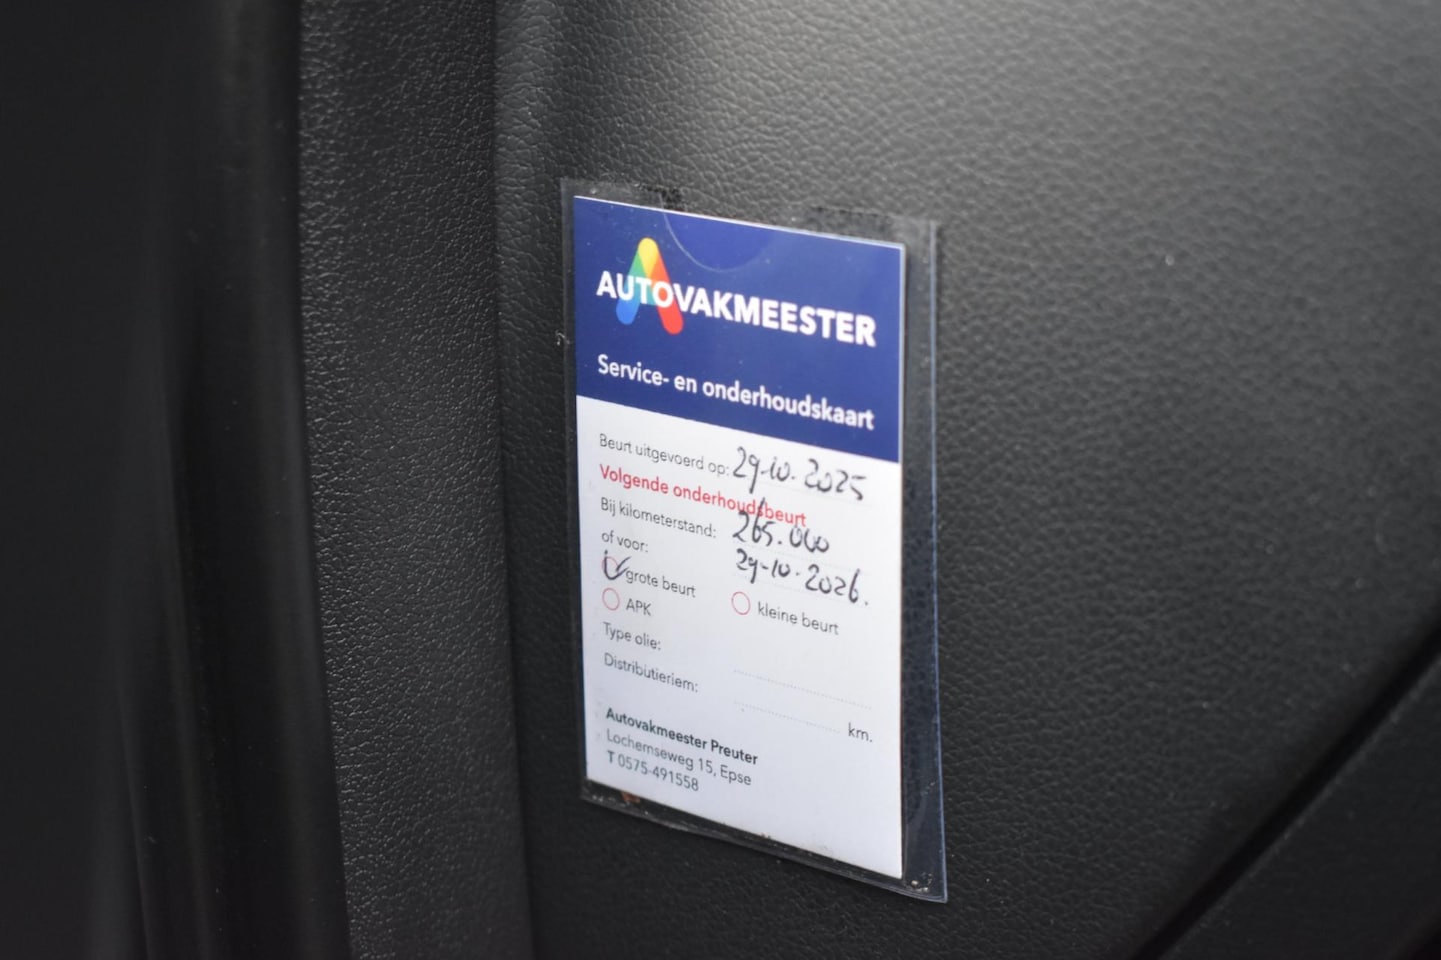 AUTOVAKMEESTER
Service- en onderhoudskaart
Beurt uitgevoerd op: 29-10-2025
Volgende onderhoudsbeurt
Bij kilometerstand: 265.000
of voor: 29-10-2026.
grote beurt
kleine beurt
APK
Type olie:
Distributieriem: km.
Autovakmeester Preuter
Lochemseweg 15, Epse
T 0575-491558